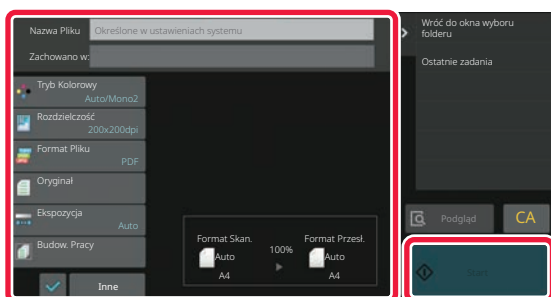 Nazwa Pliku
Określone w ustawieniach systemu
Zachowano w:
Tryb Kolorowy
Auto/Mono2
Rozdzielczość
200x200dpi
Format Pliku
PDF
Oryginał
Ekspozycja
Auto
Budow. Pracy
Inne
Format Skan.
Auto
A4
100%
Format Przesł.
Auto
A4
Wróć do okna wyboru
folderu
Ostatnie zadania
Podgląd
CA
Start